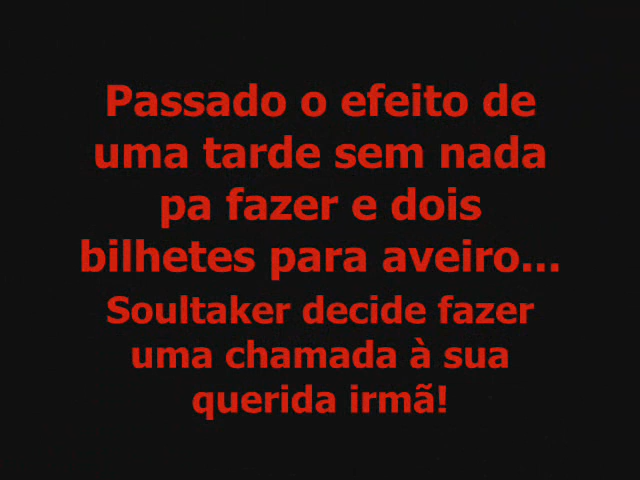 Passado o efeito de
uma tarde sem nada
pa fazer e dois
bilhetes para aveiro...
Soultaker decide fazer
uma chamada à sua
querida irmã!